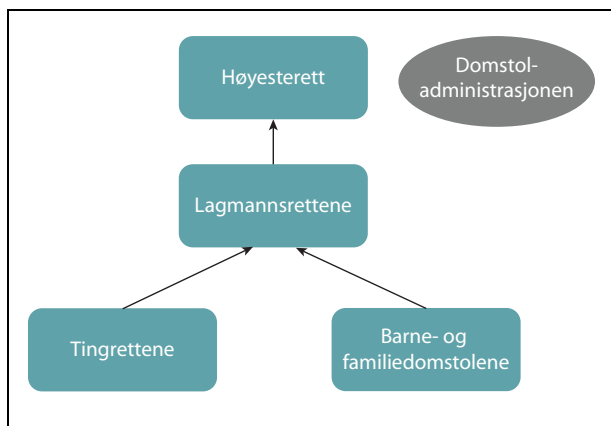 Høyesterett
Domstol-
administrasjonen
Lagmannsrettene
Tingrettene
Barne- og
familiedomstolene